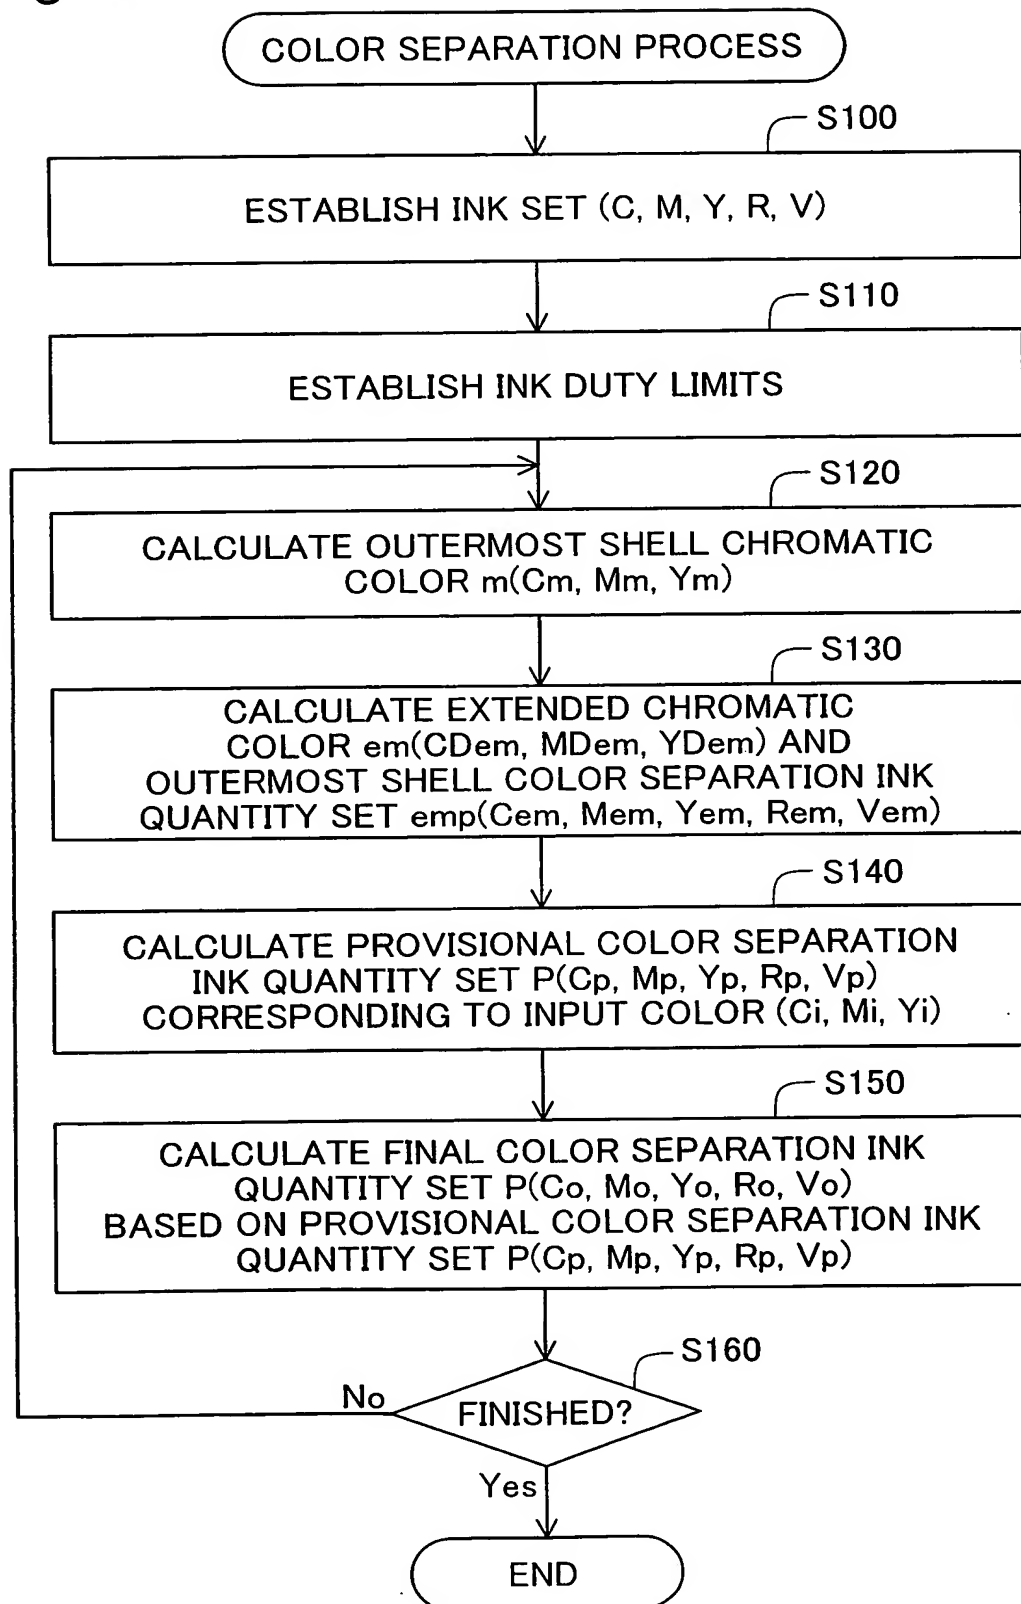 COLOR SEPARATION PROCESS
S100
ESTABLISH INK SET (C, M, Y, R, V)
S110
ESTABLISH INK DUTY LIMITS
S120
CALCULATE OUTERMOST SHELL CHROMATIC
COLOR m(Cm, Mm, Ym)
S130
CALCULATE EXTENDED CHROMATIC
COLOR em(CDem, MDem, YDem) AND
OUTERMOST SHELL COLOR SEPARATION INK
QUANTITY SET emp(Cem, Mem, Yem, Rem, Vem)
S140
CALCULATE PROVISIONAL COLOR SEPARATION
INK QUANTITY SET P(Cp, Mp, Yp, Rp, Vp)
CORRESPONDING TO INPUT COLOR (Ci, Mi, Yi)
S150
CALCULATE FINAL COLOR SEPARATION INK
QUANTITY SET P(Co, Mo, Yo, Ro, Vo)
BASED ON PROVISIONAL COLOR SEPARATION INK
QUANTITY SET P(Cp, Mp, Yp, Rp, Vp)
S160
No
FINISHED?
Yes
END